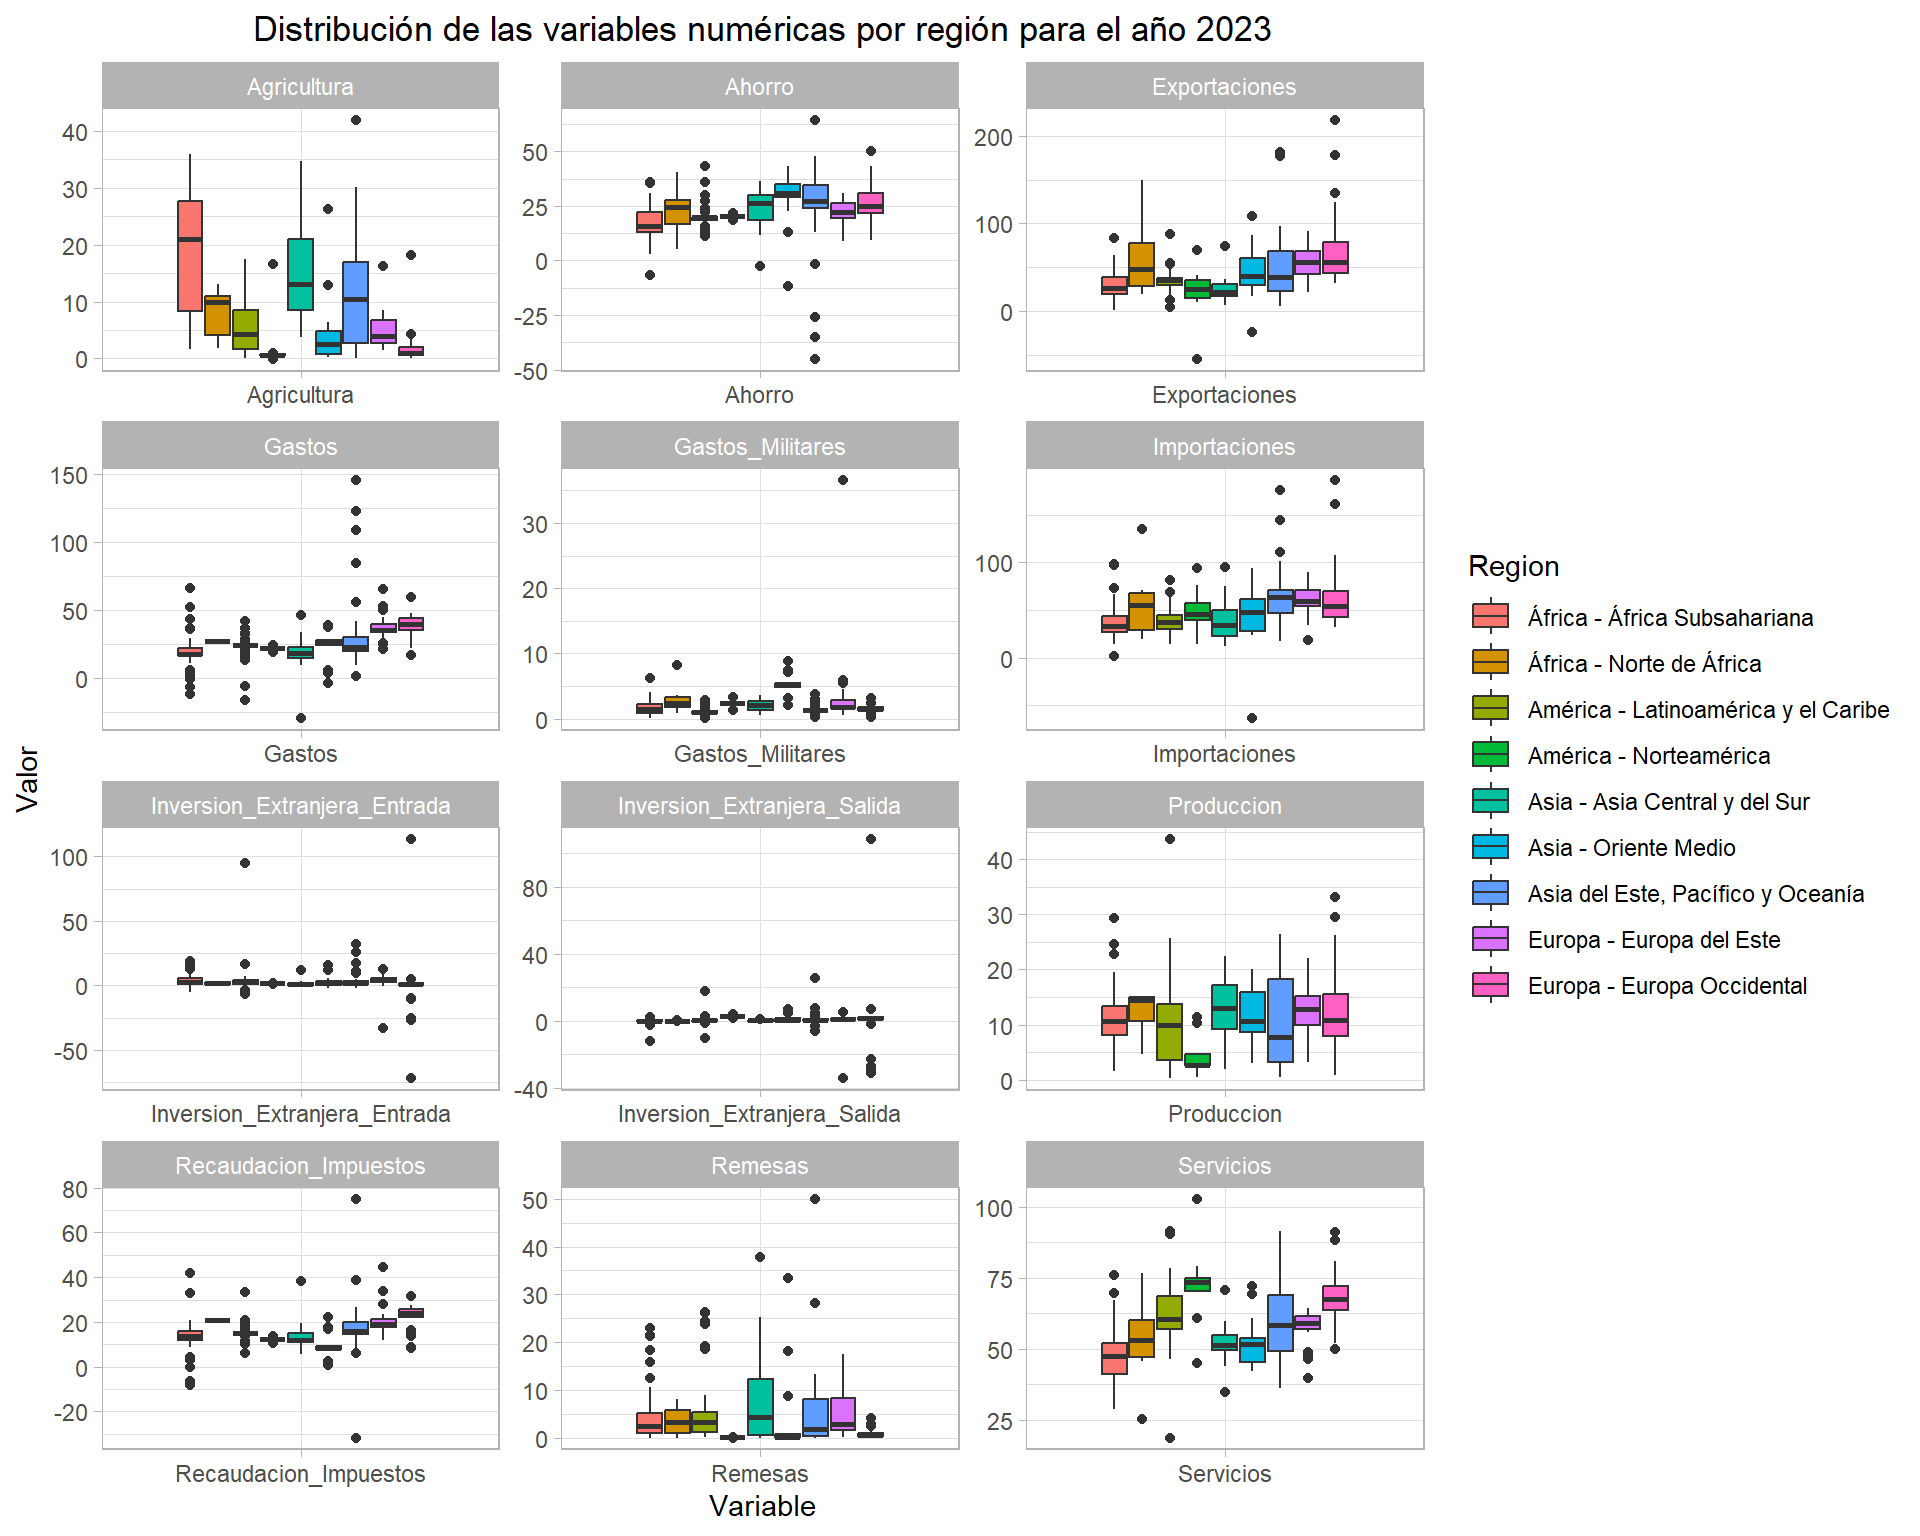 Distribución de las variables numéricas por región para el año 2023
Agricultura
Ahorro
Exportaciones
40
30
20
10
0
50
25
0
-25
-50
200
100
0
Agricultura
Ahorro
Exportaciones
Gastos
Gastos_Militares
Importaciones
150
100
50
0
30
20
10
0
100
0
Gastos
Gastos_Militares
Importaciones
Valor
Inversion_Extranjera_Entrada
Inversion_Extranjera_Salida
Produccion
100
50
0
-50
80
40
0
-40
40
30
20
10
0
Inversion_Extranjera_Entrada
Inversion_Extranjera_Salida
Produccion
Recaudacion_Impuestos
Remesas
Servicios
80
60
40
20
0
-20
50
40
30
20
10
0
100
75
50
25
Recaudacion_Impuestos
Remesas
Servicios
Variable
Region
África - África Subsahariana
África - Norte de África
América - Latinoamérica y el Caribe
América - Norteamérica
Asia - Asia Central y del Sur
Asia - Oriente Medio
Asia del Este, Pacífico y Oceanía
Europa - Europa del Este
Europa - Europa Occidental